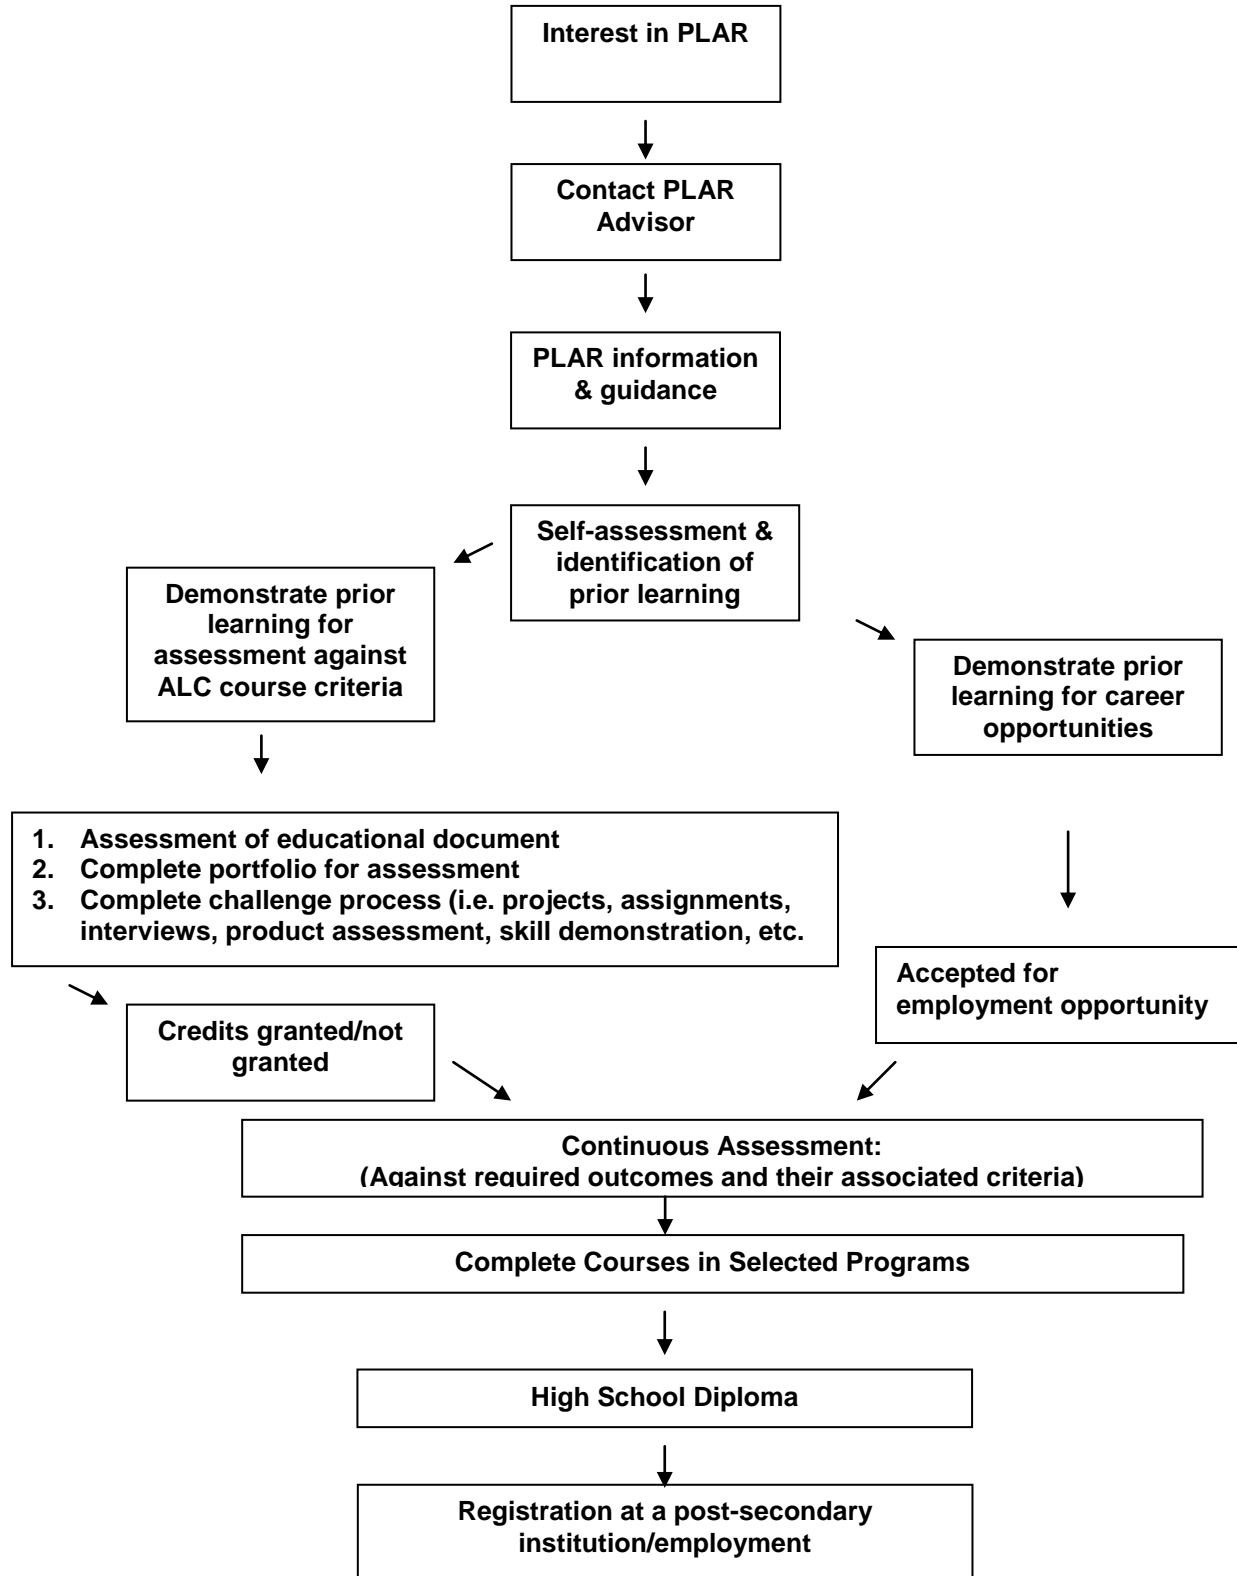 Interest in PLAR
Contact PLAR
Advisor
PLAR information
& guidance
Self-assessment &
identification of
prior learning
Demonstrate prior
learning for
assessment against
ALC course criteria
Demonstrate prior
learning for career
opportunities
1. Assessment of educational document
2. Complete portfolio for assessment
3. Complete challenge process (i.e. projects, assignments,
interviews, product assessment, skill demonstration, etc.
Accepted for
employment opportunity
Credits granted/not
granted
Continuous Assessment:
(Against required outcomes and their associated criteria)
Complete Courses in Selected Programs
High School Diploma
Registration at a post-secondary
institution/employment